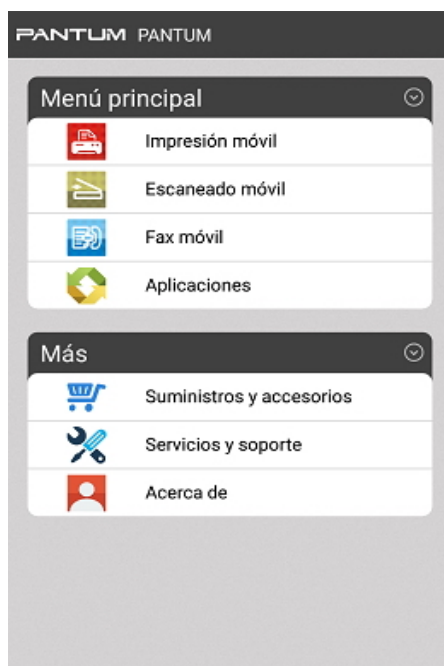 PANTUM PANTUM
Menú principal
Impresión móvil
Escaneado móvil
Fax móvil
Aplicaciones
Más
Suministros y accesorios
Servicios y soporte
Acerca de